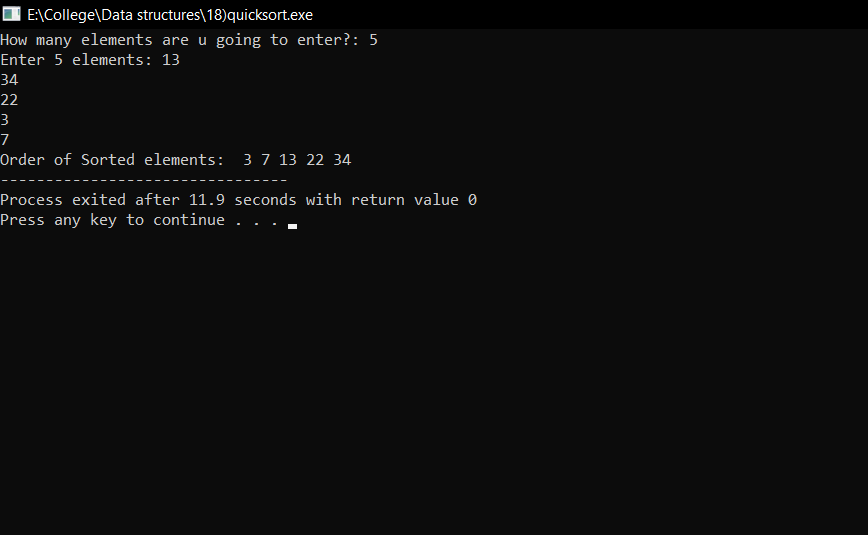 E:\College\Data structures\18)quicksort.exe
How many elements are u going to enter?: 5
Enter 5 elements: 13
34
22
3
7
Order of Sorted elements:  3 7 13 22 34
--------------------------------
Process exited after 11.9 seconds with return value 0
Press any key to continue . . .